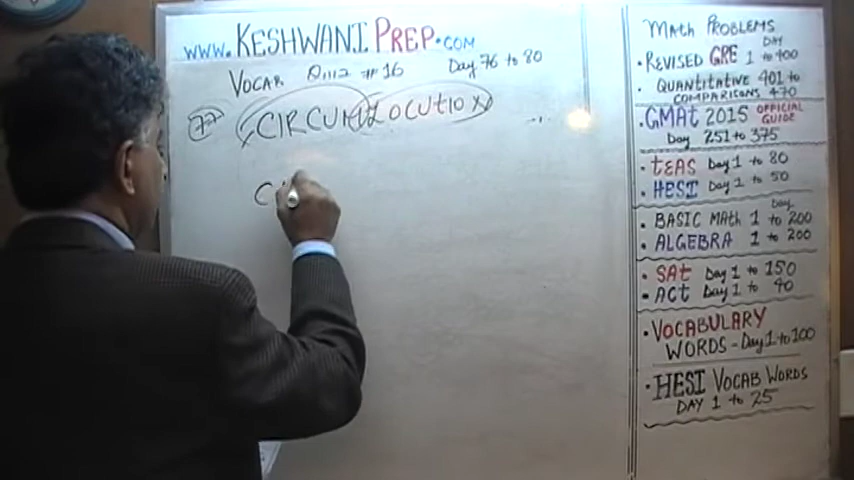 www.KESHWANI PREP.COM
VOCAB QUIZ #16 Day 76 to 80
77 CIRCUMLOCUTION ...
C
MATH PROBLEMS
DAY
• REVISED GRE 1 to 400
• QUANTITATIVE 401 to
COMPARISONS 470
• GMAT 2015 OFFICIAL GUIDE
Day 251 to 375
• TEAS Day 1 to 80
• HESI Day 1 to 50
Day
• BASIC MATH 1 to 200
• ALGEBRA 1 to 200
• SAT Day 1 to 150
• ACT Day 1 to 90
• VOCABULARY
WORDS - Day 1 to 100
• HESI VOCAB WORDS
DAY 1 to 25